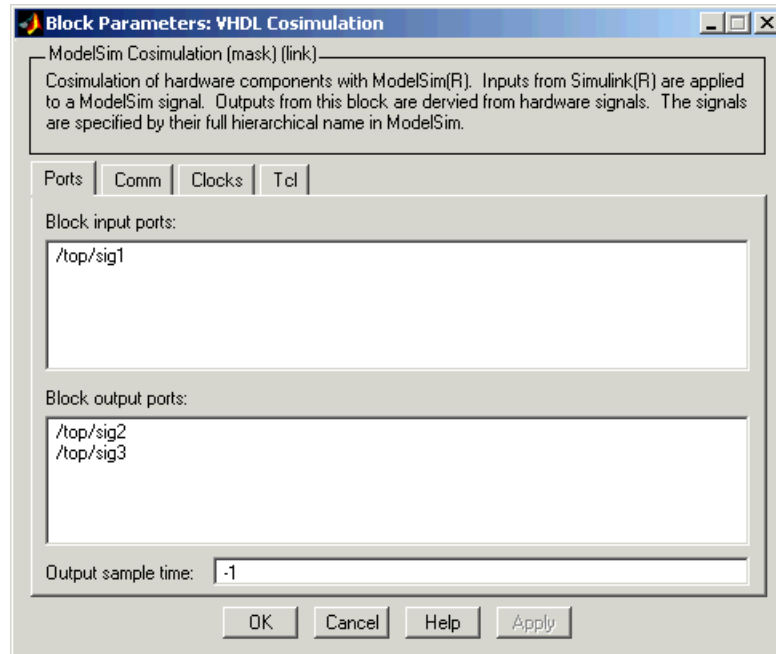 Block Parameters: VHDL Cosimulation
ModelSim Cosimulation (mask) (link)
Cosimulation of hardware components with ModelSim(R). Inputs from Simulink(R) are applied
to a ModelSim signal. Outputs from this block are dervied from hardware signals. The signals
are specified by their full hierarchical name in ModelSim.
Ports Comm Clocks Tcl
Block input ports:
/top/sig1
Block output ports:
/top/sig2
/top/sig3
Output sample time: -1
OK Cancel Help Apply